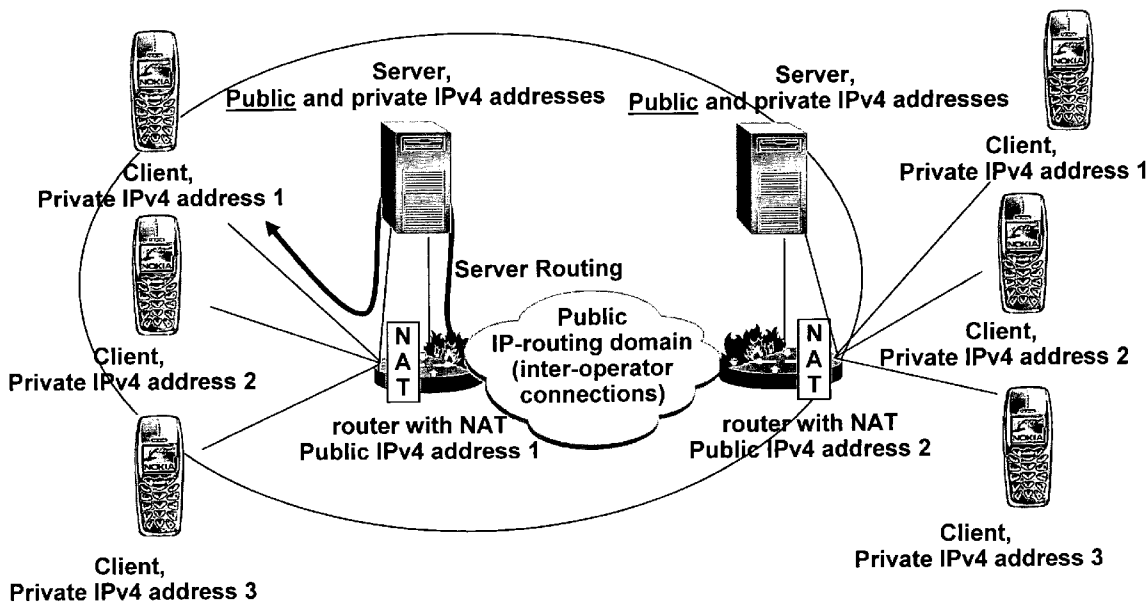 NOKIA
Server,
Public and private IPv4 addresses
Client,
Private IPv4 address 1
NOKIA
Client,
Private IPv4 address 2
NOKIA
Client,
Private IPv4 address 3
Server Routing
NAT
router with NAT
Public IPv4 address 1
Public
IP-routing domain
(inter-operator
connections)
Server,
Public and private IPv4 addresses
NAT
router with NAT
Public IPv4 address 2
NOKIA
Client,
Private IPv4 address 1
NOKIA
Client,
Private IPv4 address 2
NOKIA
Client,
Private IPv4 address 3